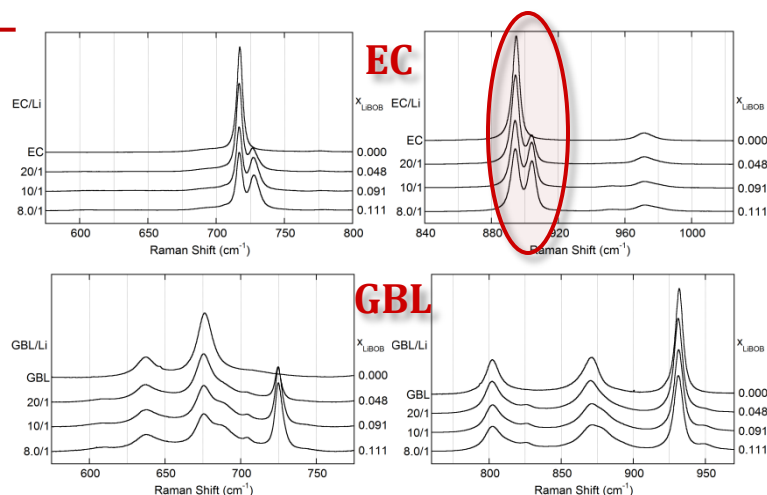 EC
EC/Li
x LiBOB
EC 0.000
20/1 0.048
10/1 0.091
8.0/1 0.111
600 650 700 750 800
Raman Shift (cm-1)
EC/Li
x LiBOB
EC 0.000
20/1 0.048
10/1 0.091
8.0/1 0.111
840 880 920 960 1000
Raman Shift (cm-1)
GBL
GBL/Li
x LiBOB
GBL 0.000
20/1 0.048
10/1 0.091
8.0/1 0.111
600 650 700 750
Raman Shift (cm-1)
GBL/Li
x LiBOB
GBL 0.000
20/1 0.048
10/1 0.091
8.0/1 0.111
800 850 900 950
Raman Shift (cm-1)